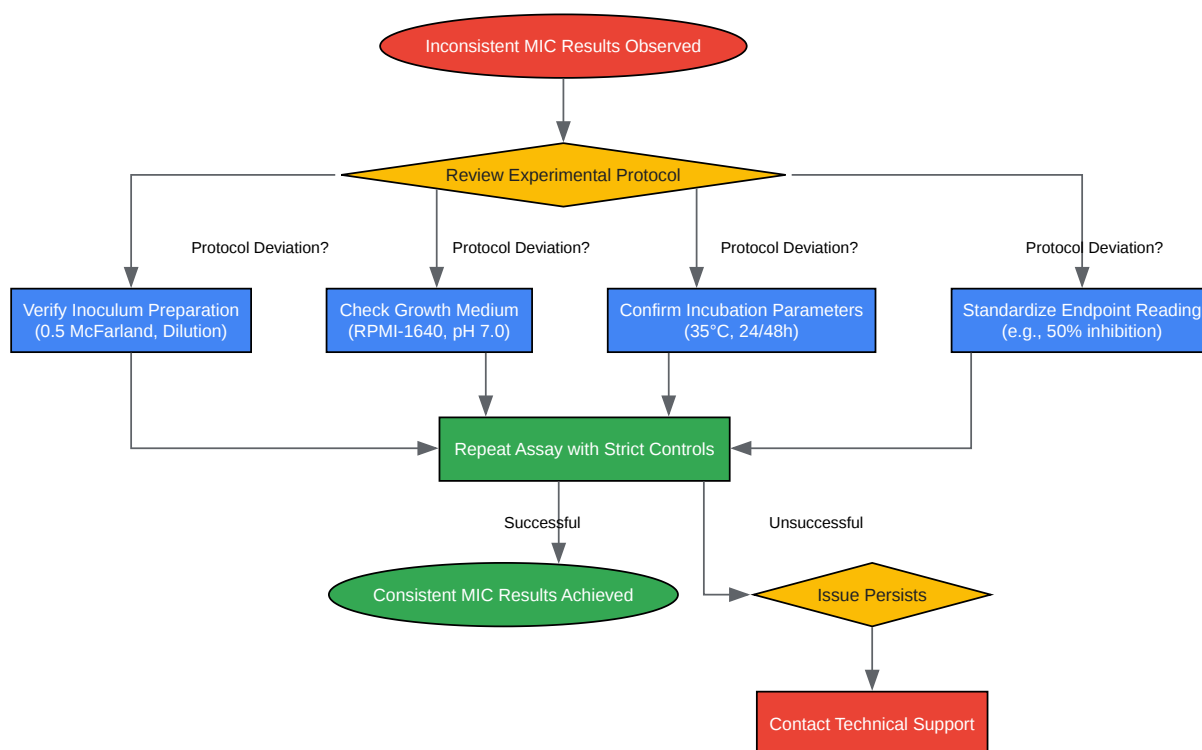 Inconsistent MIC Results Observed
Review Experimental Protocol
Protocol Deviation?
Protocol Deviation?
Protocol Deviation?
Protocol Deviation?
Verify Inoculum Preparation
(0.5 McFarland, Dilution)
Check Growth Medium
(RPMI-1640, pH 7.0)
Confirm Incubation Parameters
(35°C, 24/48h)
Standardize Endpoint Reading
(e.g., 50% inhibition)
Repeat Assay with Strict Controls
Successful
Unsuccessful
Consistent MIC Results Achieved
Issue Persists
Contact Technical Support